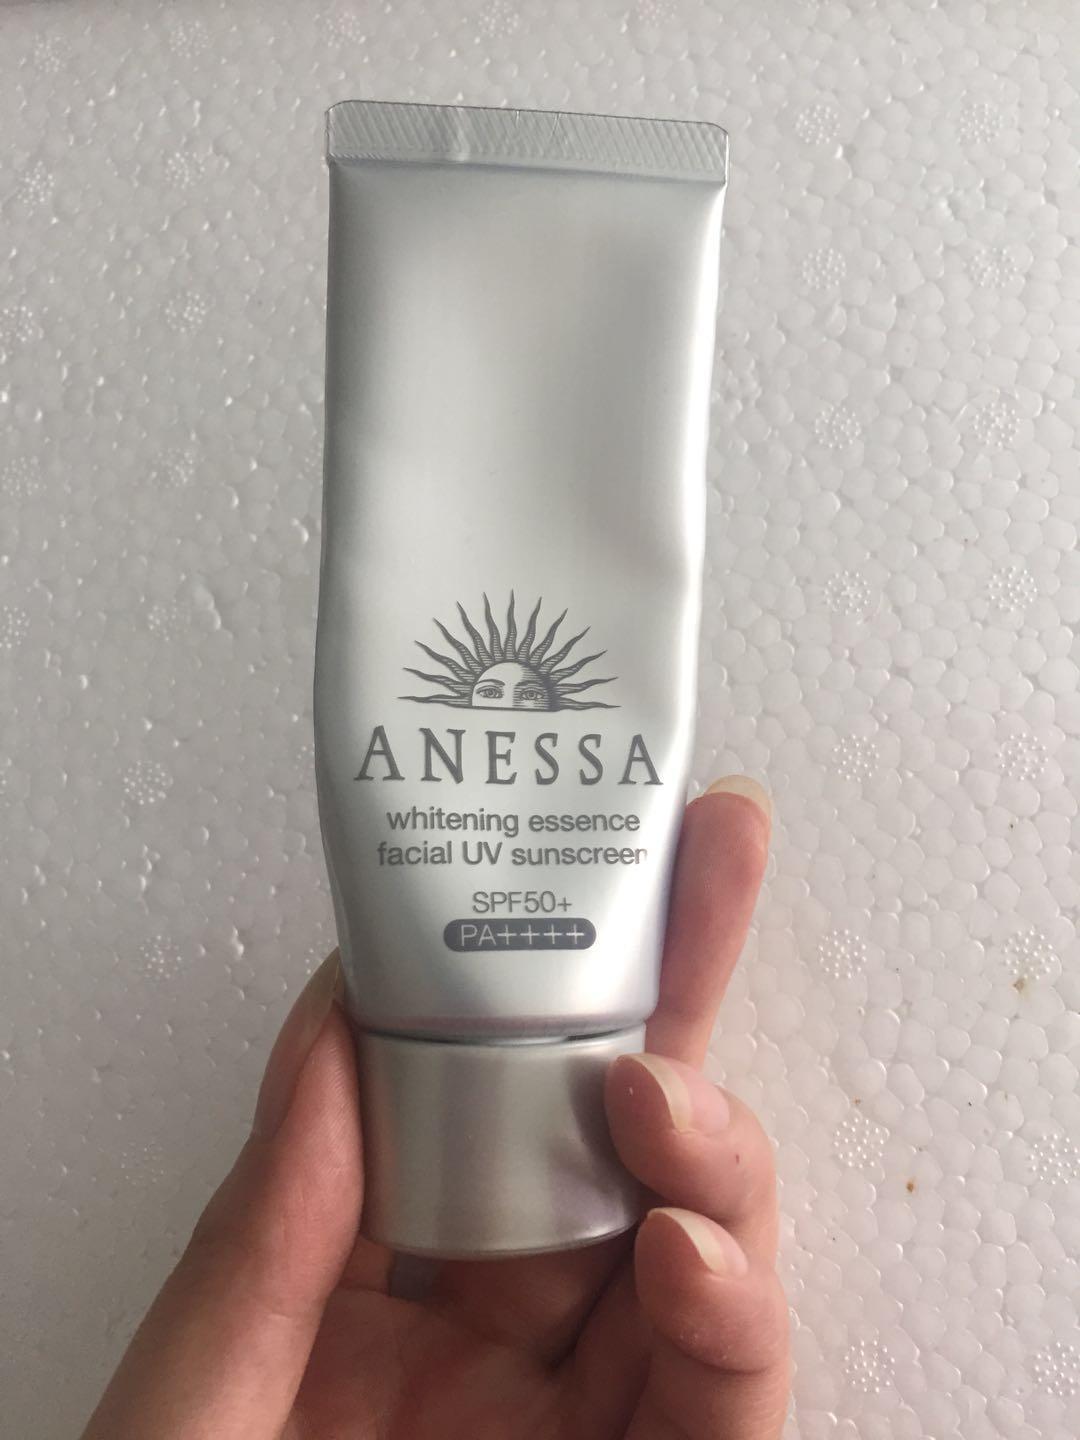 ANESSA
whitening essence
facial UV sunscreen
SPF50+
PA++++